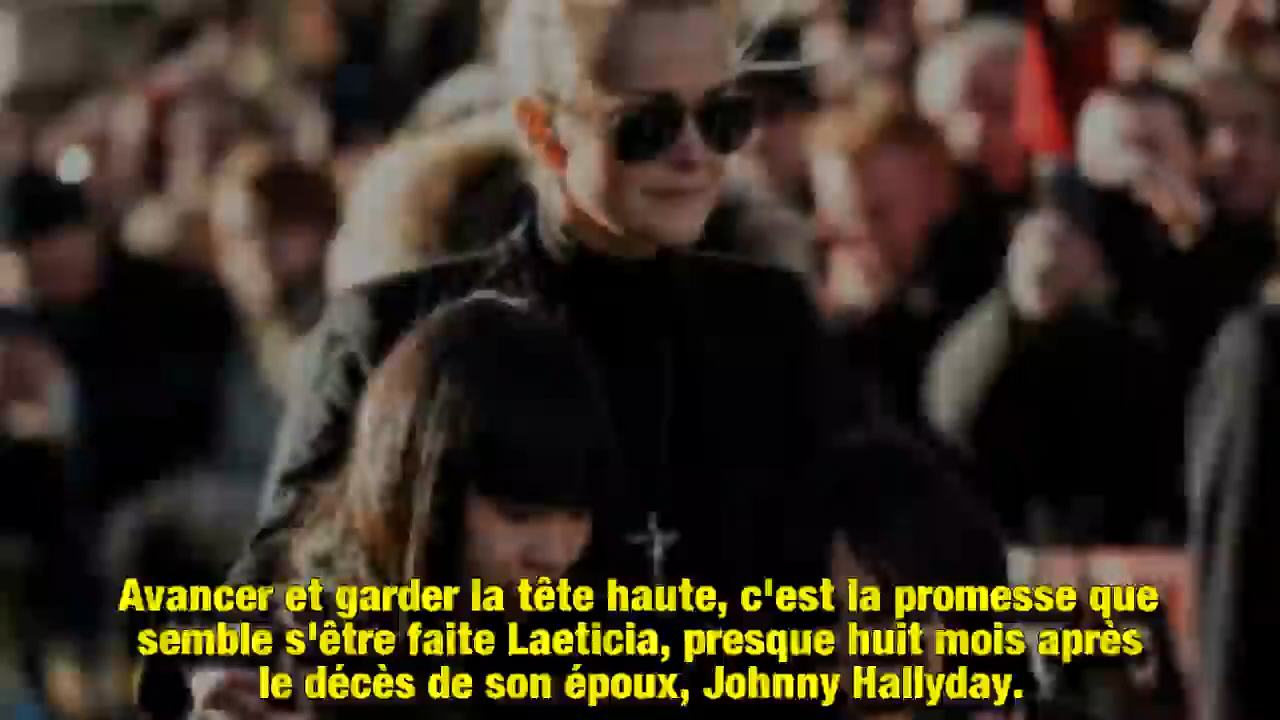 Avancer et garder la tête haute, c'est la promesse que
semble s'être faite Laeticia, presque huit mois après
le décès de son époux, Johnny Hallyday.